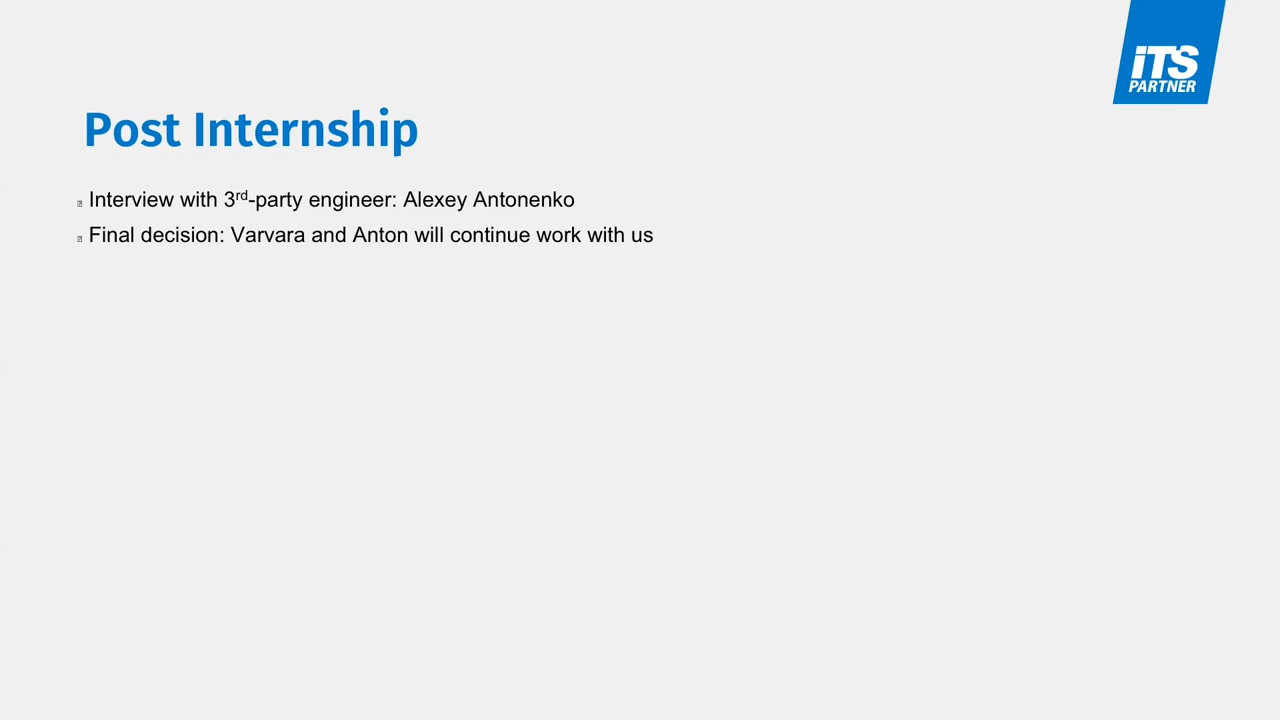 iTS
PARTNER
Post Internship
Interview with 3rd-party engineer: Alexey Antonenko
Final decision: Varvara and Anton will continue work with us